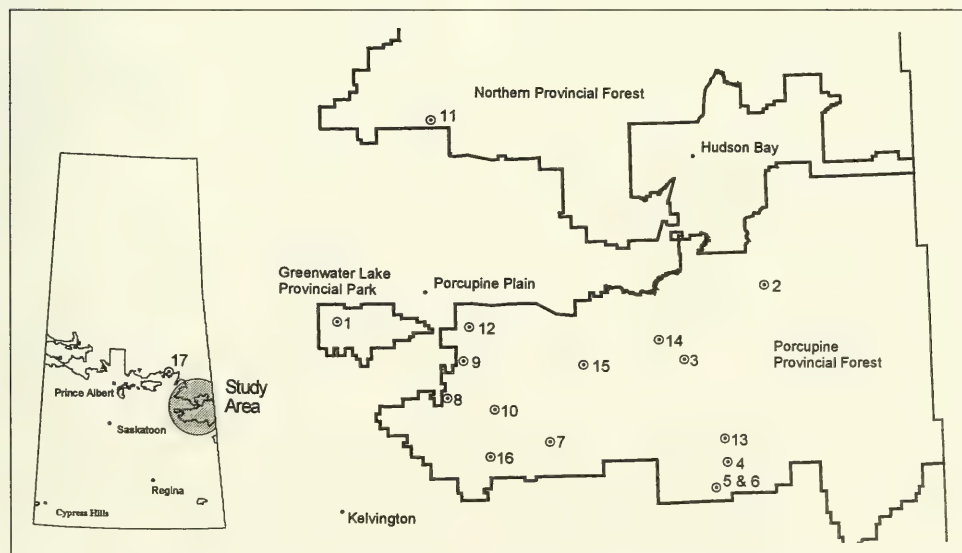 Northern Provincial Forest
11
Hudson Bay
Greenwater Lake
Provincial Park
Porcupine Plain
2
1
12
14
Porcupine
Provincial Forest
17
9
15
3
Prince Albert
Study
Area
8
10
Saskatoon
13
7
16
4
5 & 6
Regina
Cypress Hills
Kelvington